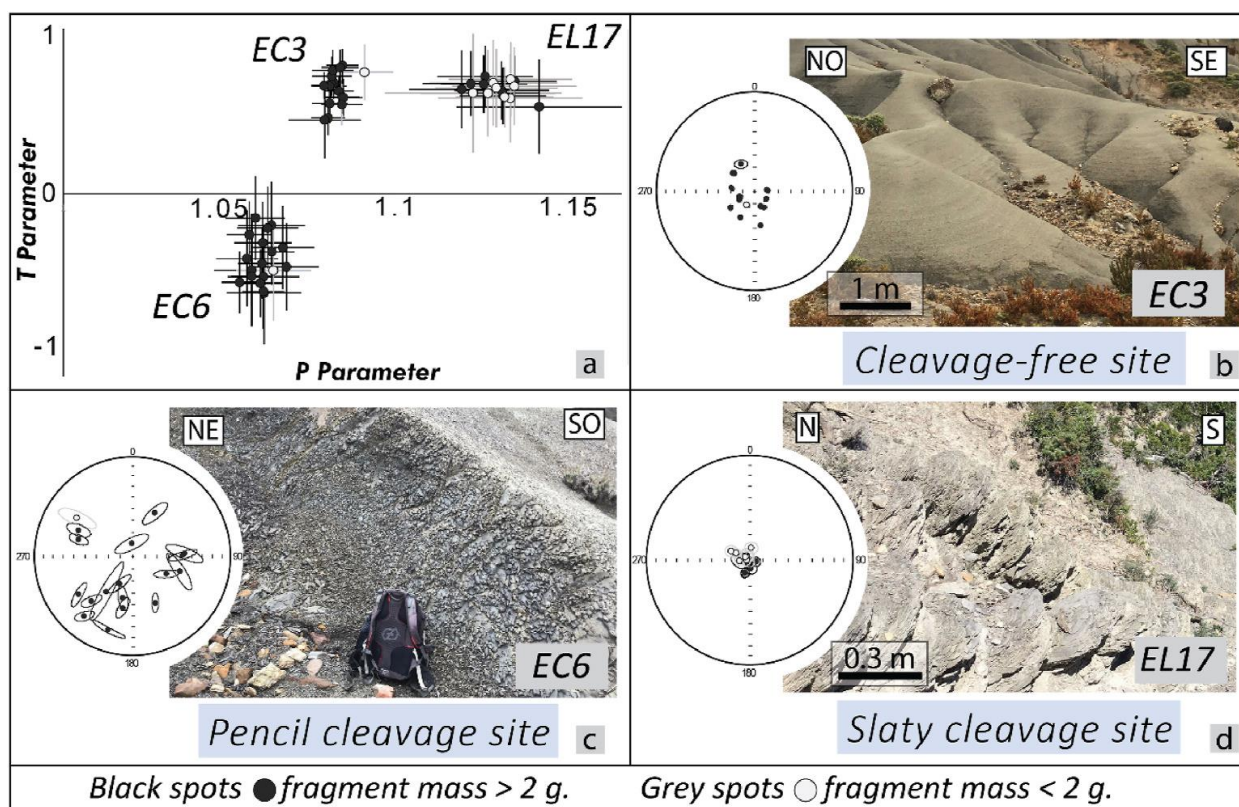 1
EC3
EL17
T Parameter
0
1.05
1.1
1.15
EC6
-1
P Parameter
a
NO
SE
0
270
90
180
1 m
EC3
Cleavage-free site
b
NE
SO
0
270
90
180
EC6
Pencil cleavage site
c
N
S
0
270
90
180
0.3 m
EL17
Slaty cleavage site
d
Black spots fragment mass > 2 g. Grey spots fragment mass < 2 g.